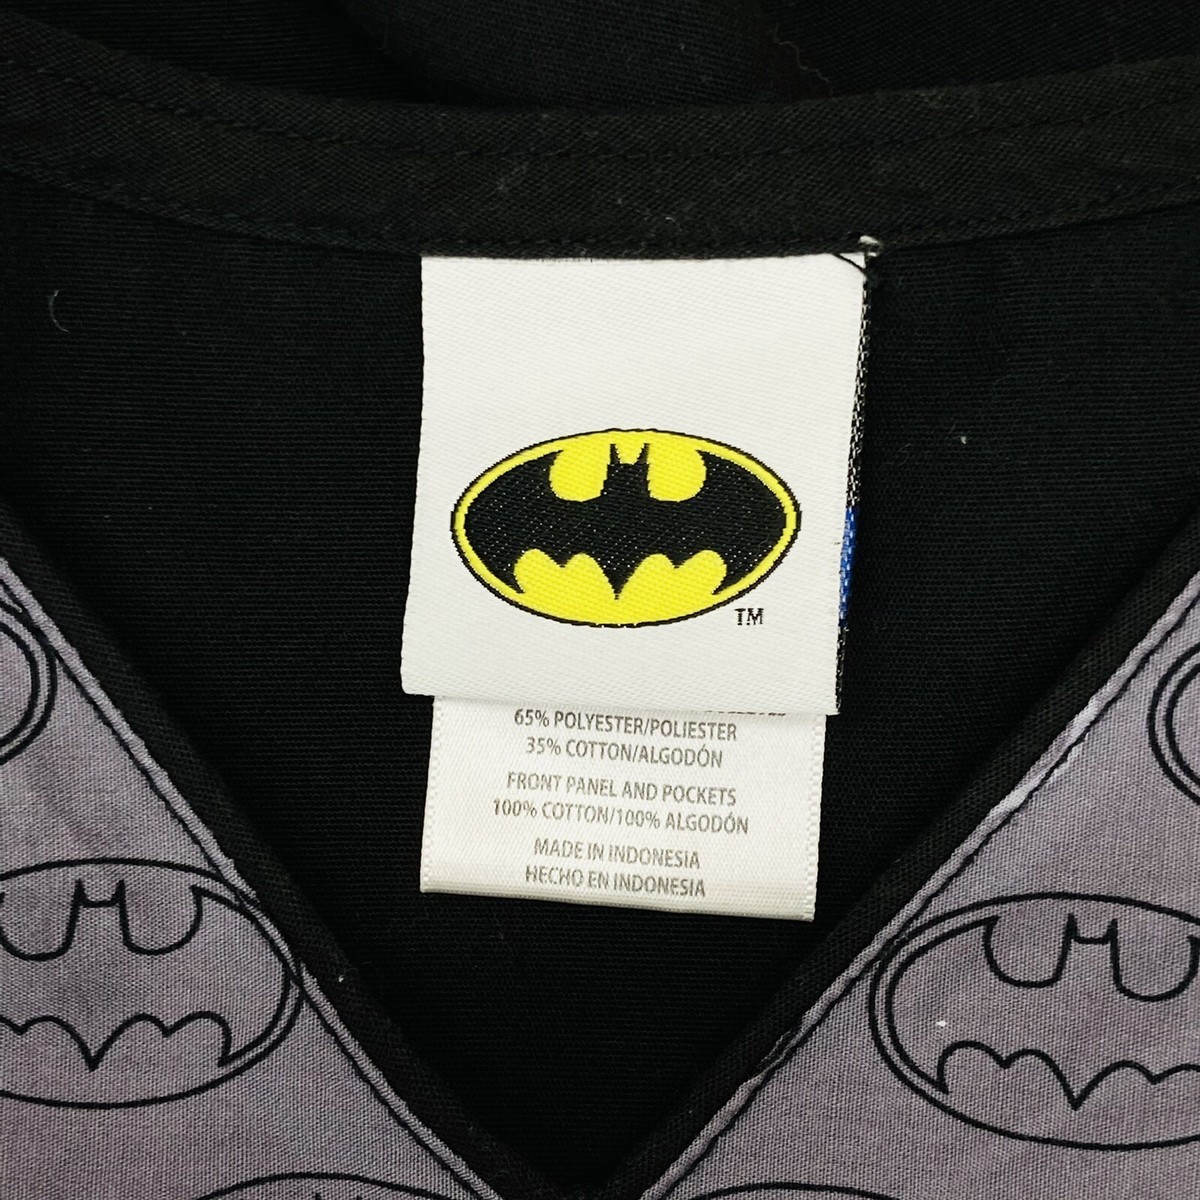 TM
65% POLYESTER/POLIESTER
35% COTTON/ALGODÓN
FRONT PANEL AND POCKETS
100% COTTON/100% ALGODÓN
MADE IN INDONESIA
HECHO EN INDONESIA